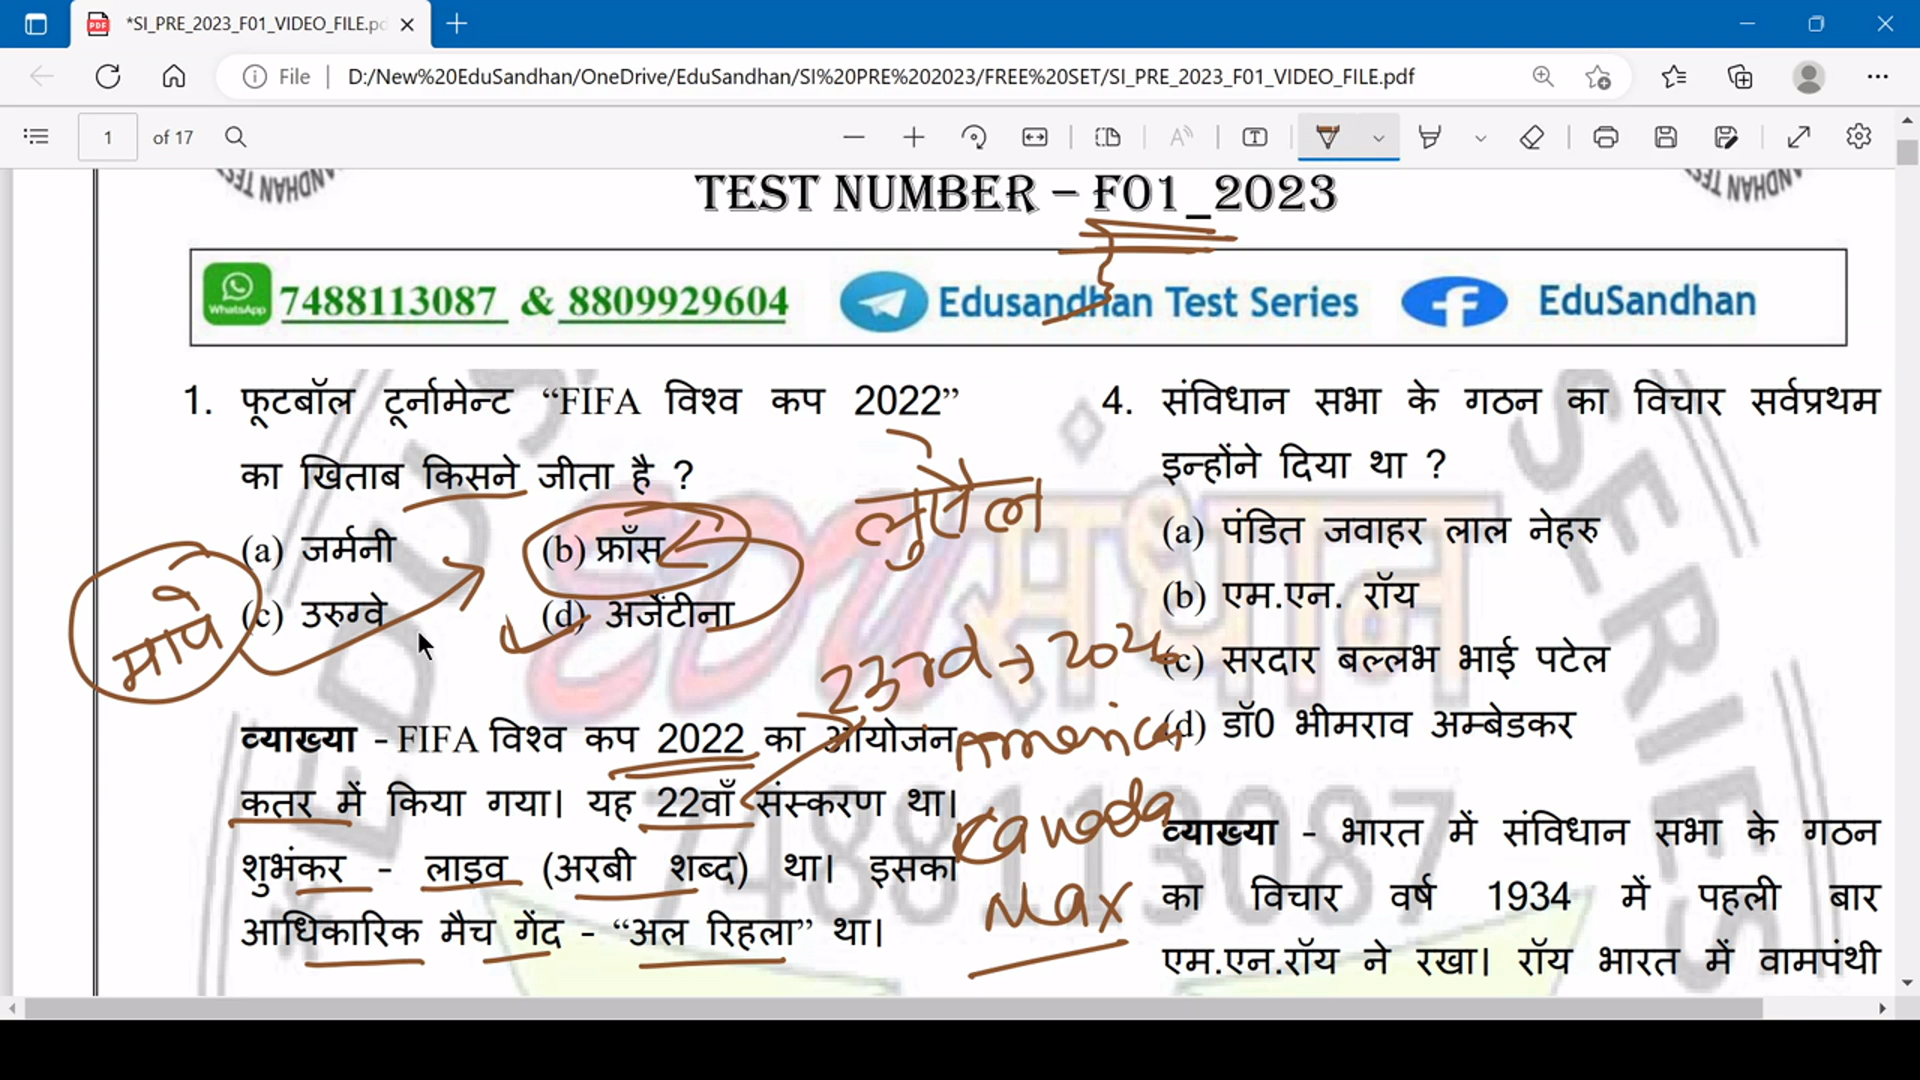 *SI_PRE_2023_F01_VIDEO_FILE.pd
File
D:/New%20EduSandhan/OneDrive/EduSandhan/SI%20PRE%202023/FREE%20SET/SI_PRE_2023_F01_VIDEO_FILE.pdf
1 of 17
TEST NUMBER – F01_2023
WhatsApp 7488113087 & 8809929604 Edusandhan Test Series EduSandhan
1. फूटबॉल टूर्नामेन्ट “FIFA विश्व कप 2022”
का खिताब किसने जीता है ?
(a) जर्मनी (b) फ्राँस
(c) उरुग्वे (d) अर्जेंटीना
लुसैल
23rd → 2026
America
Canada
Max
व्याख्या - FIFA विश्व कप 2022 का आयोजन
कतर में किया गया। यह 22वाँ संस्करण था।
शुभंकर - लाइव (अरबी शब्द) था। इसका
आधिकारिक मैच गेंद - “अल रिहला” था।
4. संविधान सभा के गठन का विचार सर्वप्रथम
इन्होंने दिया था ?
(a) पंडित जवाहर लाल नेहरु
(b) एम.एन. रॉय
(c) सरदार बल्लभ भाई पटेल
(d) डॉ0 भीमराव अम्बेडकर
व्याख्या - भारत में संविधान सभा के गठन
का विचार वर्ष 1934 में पहली बार
एम.एन.रॉय ने रखा। रॉय भारत में वामपंथी
EDU संधान
SERIES
7488113087